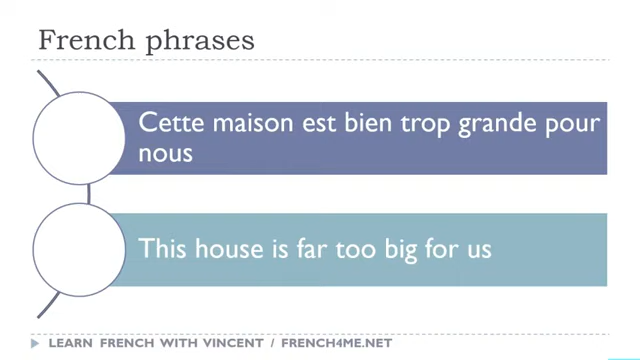 French phrases
Cette maison est bien trop grande pour
nous
This house is far too big for us
LEARN FRENCH WITH VINCENT / FRENCH4ME.NET